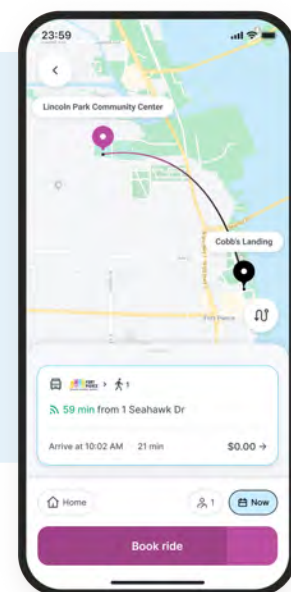 23:59
Lincoln Park Community Center
Cobb's Landing
Fort Pierce
1
59 min from 1 Seahawk Dr
Arrive at 10:02 AM 21 min $0.00
Home 1 Now
Book ride